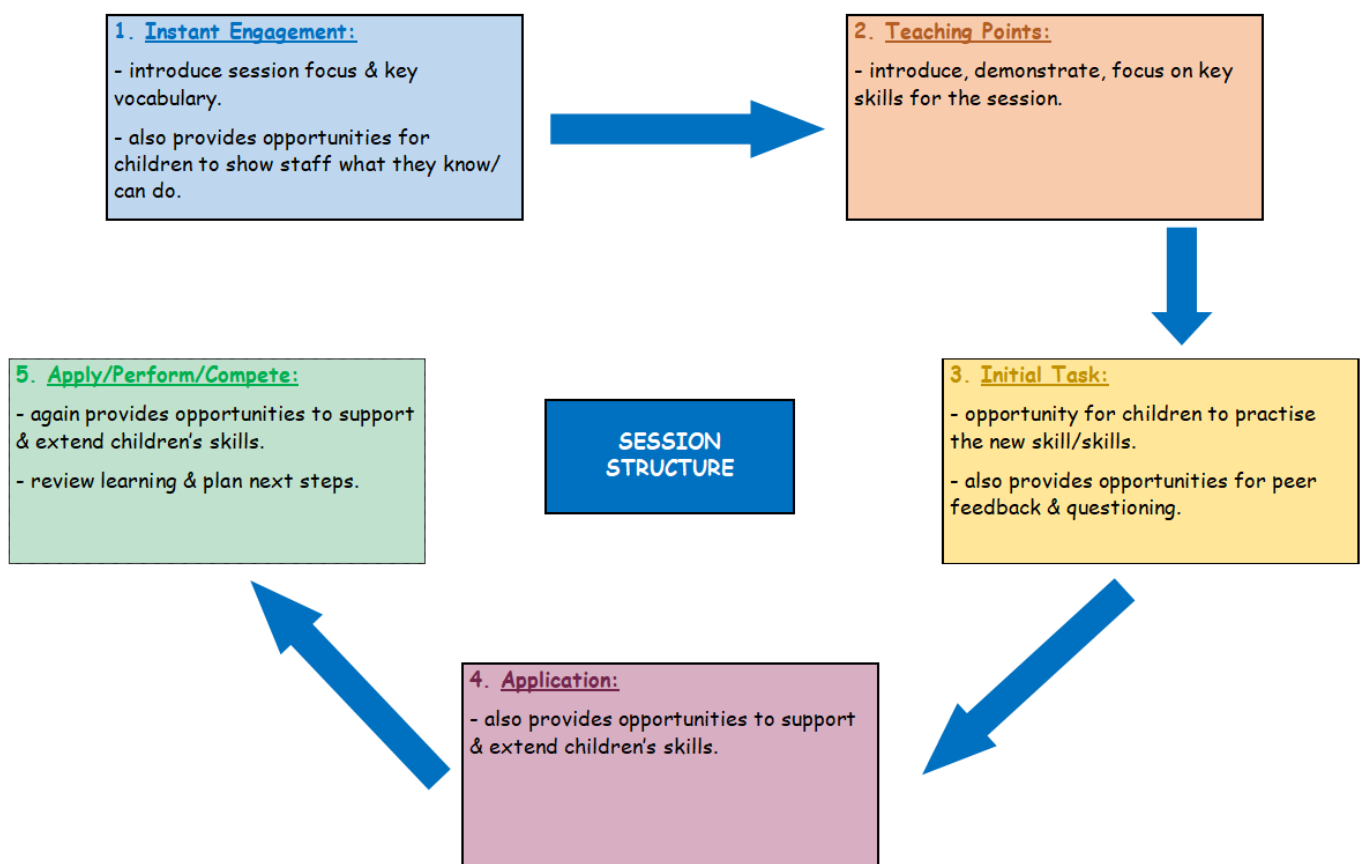 1. Instant Engagement:
- introduce session focus & key
vocabulary.
- also provides opportunities for
children to show staff what they know/
can do.
2. Teaching Points:
- introduce, demonstrate, focus on key
skills for the session.
3. Initial Task:
- opportunity for children to practise
the new skill/skills.
- also provides opportunities for peer
feedback & questioning.
4. Application:
- also provides opportunities to support
& extend children's skills.
5. Apply/Perform/Compete:
- again provides opportunities to support
& extend children's skills.
- review learning & plan next steps.
SESSION
STRUCTURE